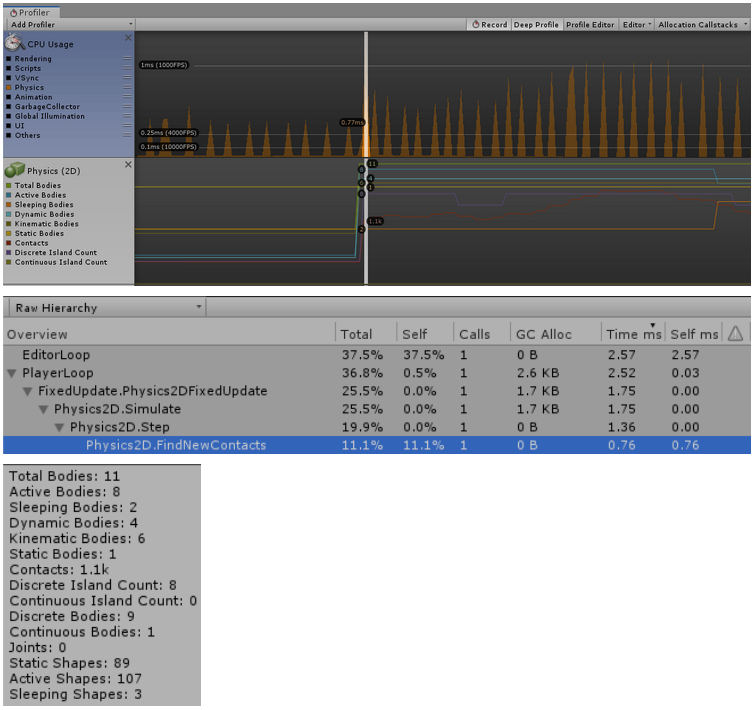 Profiler
Add Profiler Record Deep Profile Profile Editor Editor Allocation Callstacks
CPU Usage
Rendering
Scripts
VSync
Physics
Animation
GarbageCollector
Global Illumination
UI
Others
1ms (1000FPS)
0.77ms
0.25ms (4000FPS)
0.1ms (10000FPS)
Physics (2D)
Total Bodies
Active Bodies
Sleeping Bodies
Dynamic Bodies
Kinematic Bodies
Static Bodies
Contacts
Discrete Island Count
Continuous Island Count
11
8
4
6
1
8
1.1k
2
Raw Hierarchy
Overview Total Self Calls GC Alloc Time ms Self ms
EditorLoop 37.5% 37.5% 1 0 B 2.57 2.57
PlayerLoop 36.8% 0.5% 1 2.6 KB 2.52 0.03
FixedUpdate.Physics2DFixedUpdate 25.5% 0.0% 1 1.7 KB 1.75 0.00
Physics2D.Simulate 25.5% 0.0% 1 1.7 KB 1.75 0.00
Physics2D.Step 19.9% 0.0% 1 0 B 1.36 0.00
Physics2D.FindNewContacts 11.1% 11.1% 1 0 B 0.76 0.76
Total Bodies: 11
Active Bodies: 8
Sleeping Bodies: 2
Dynamic Bodies: 4
Kinematic Bodies: 6
Static Bodies: 1
Contacts: 1.1k
Discrete Island Count: 8
Continuous Island Count: 0
Discrete Bodies: 9
Continuous Bodies: 1
Joints: 0
Static Shapes: 89
Active Shapes: 107
Sleeping Shapes: 3